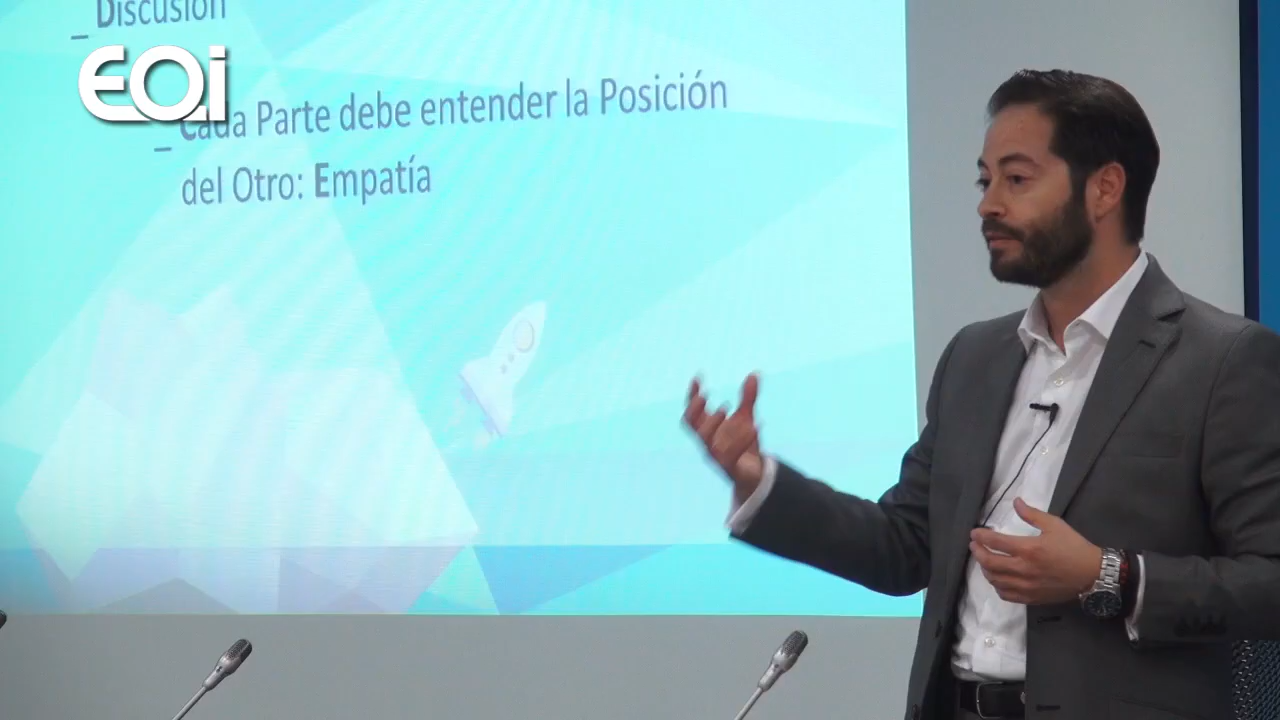 _ Discusión
EOi
_ Cada Parte debe entender la Posición
del Otro: Empatía